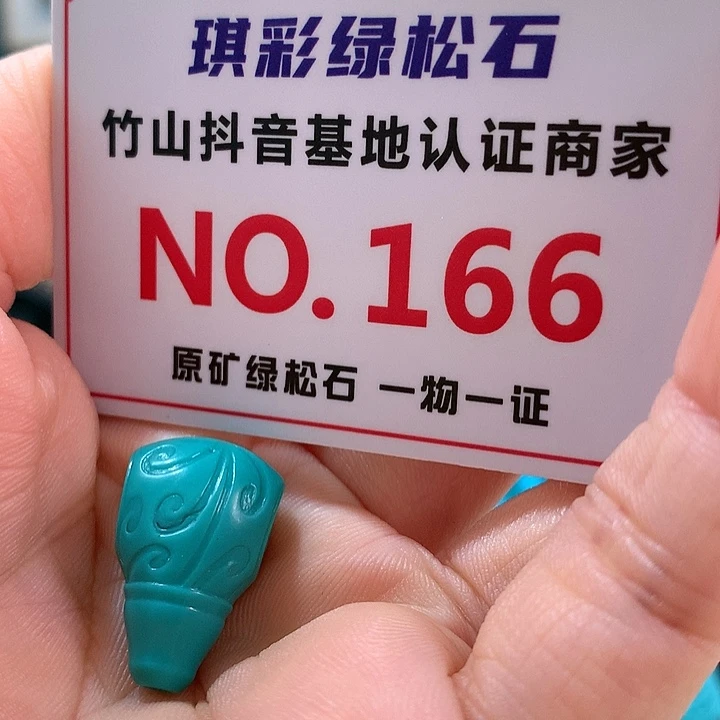 琪彩绿松石
竹山抖音基地认证商家
NO.166
原矿绿松石 一物一证